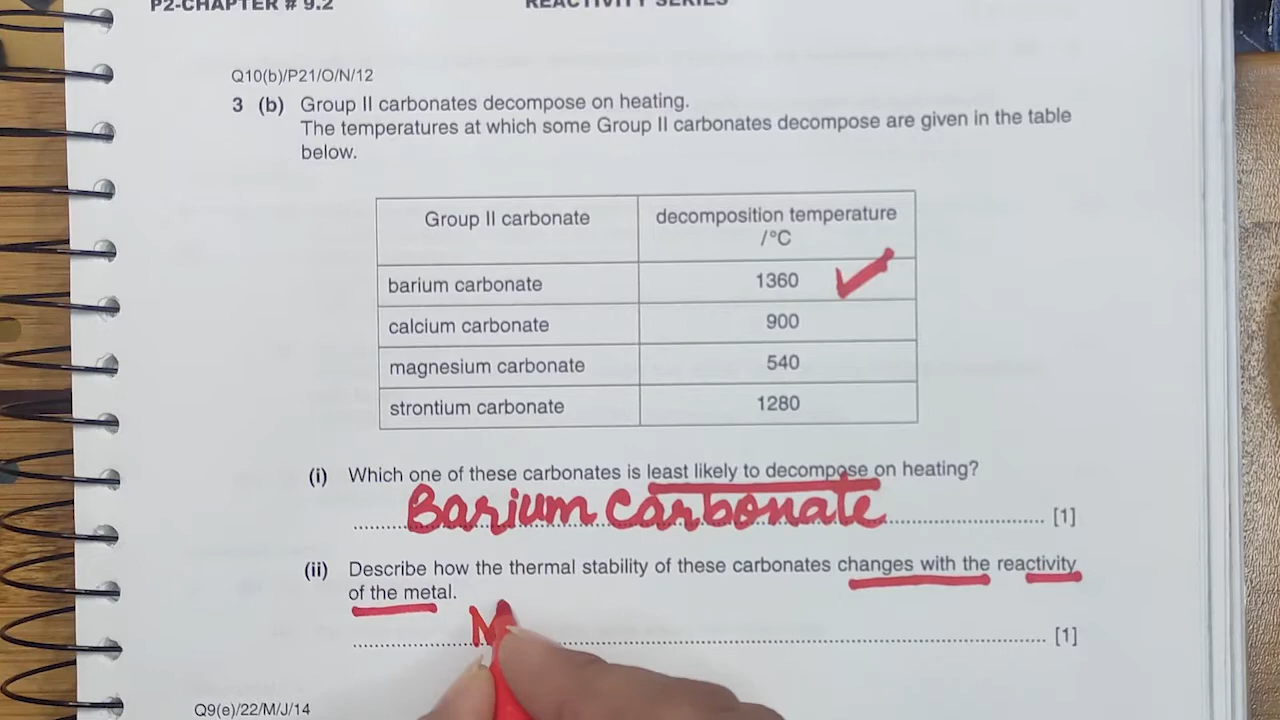 P2-CHAPTER # 9.2 REACTIVITY SERIES
Q10(b)/P21/O/N/12
3 (b) Group II carbonates decompose on heating.
The temperatures at which some Group II carbonates decompose are given in the table
below.
Group II carbonate decomposition temperature
/°C
barium carbonate 1360
calcium carbonate 900
magnesium carbonate 540
strontium carbonate 1280
(i) Which one of these carbonates is least likely to decompose on heating?
Barium Carbonate [1]
(ii) Describe how the thermal stability of these carbonates changes with the reactivity
of the metal.
M
[1]
Q9(e)/22/M/J/14